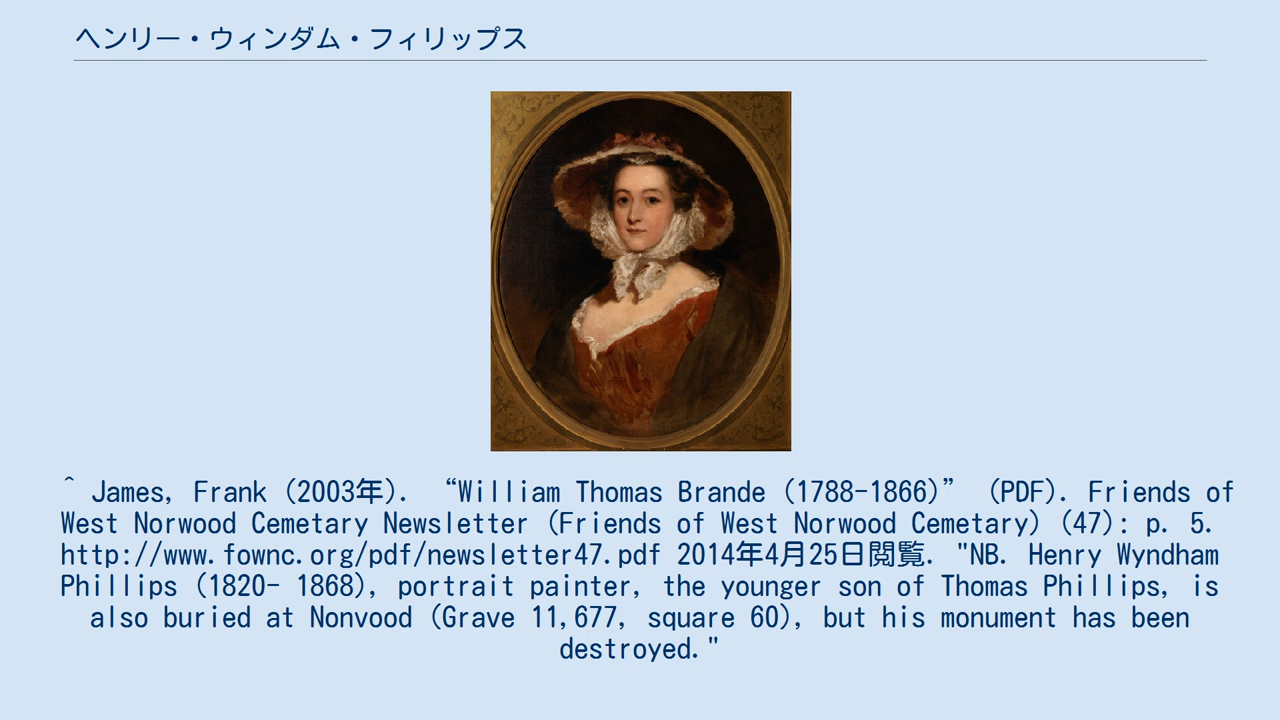 ヘンリー・ウィンダム・フィリップス
^ James, Frank (2003年). “William Thomas Brande (1788-1866)” (PDF). Friends of
West Norwood Cemetary Newsletter (Friends of West Norwood Cemetary) (47): p. 5.
http://www.fownc.org/pdf/newsletter47.pdf 2014年4月25日閲覧. "NB. Henry Wyndham
Phillips (1820- 1868), portrait painter, the younger son of Thomas Phillips, is
also buried at Nonvood (Grave 11,677, square 60), but his monument has been
destroyed."